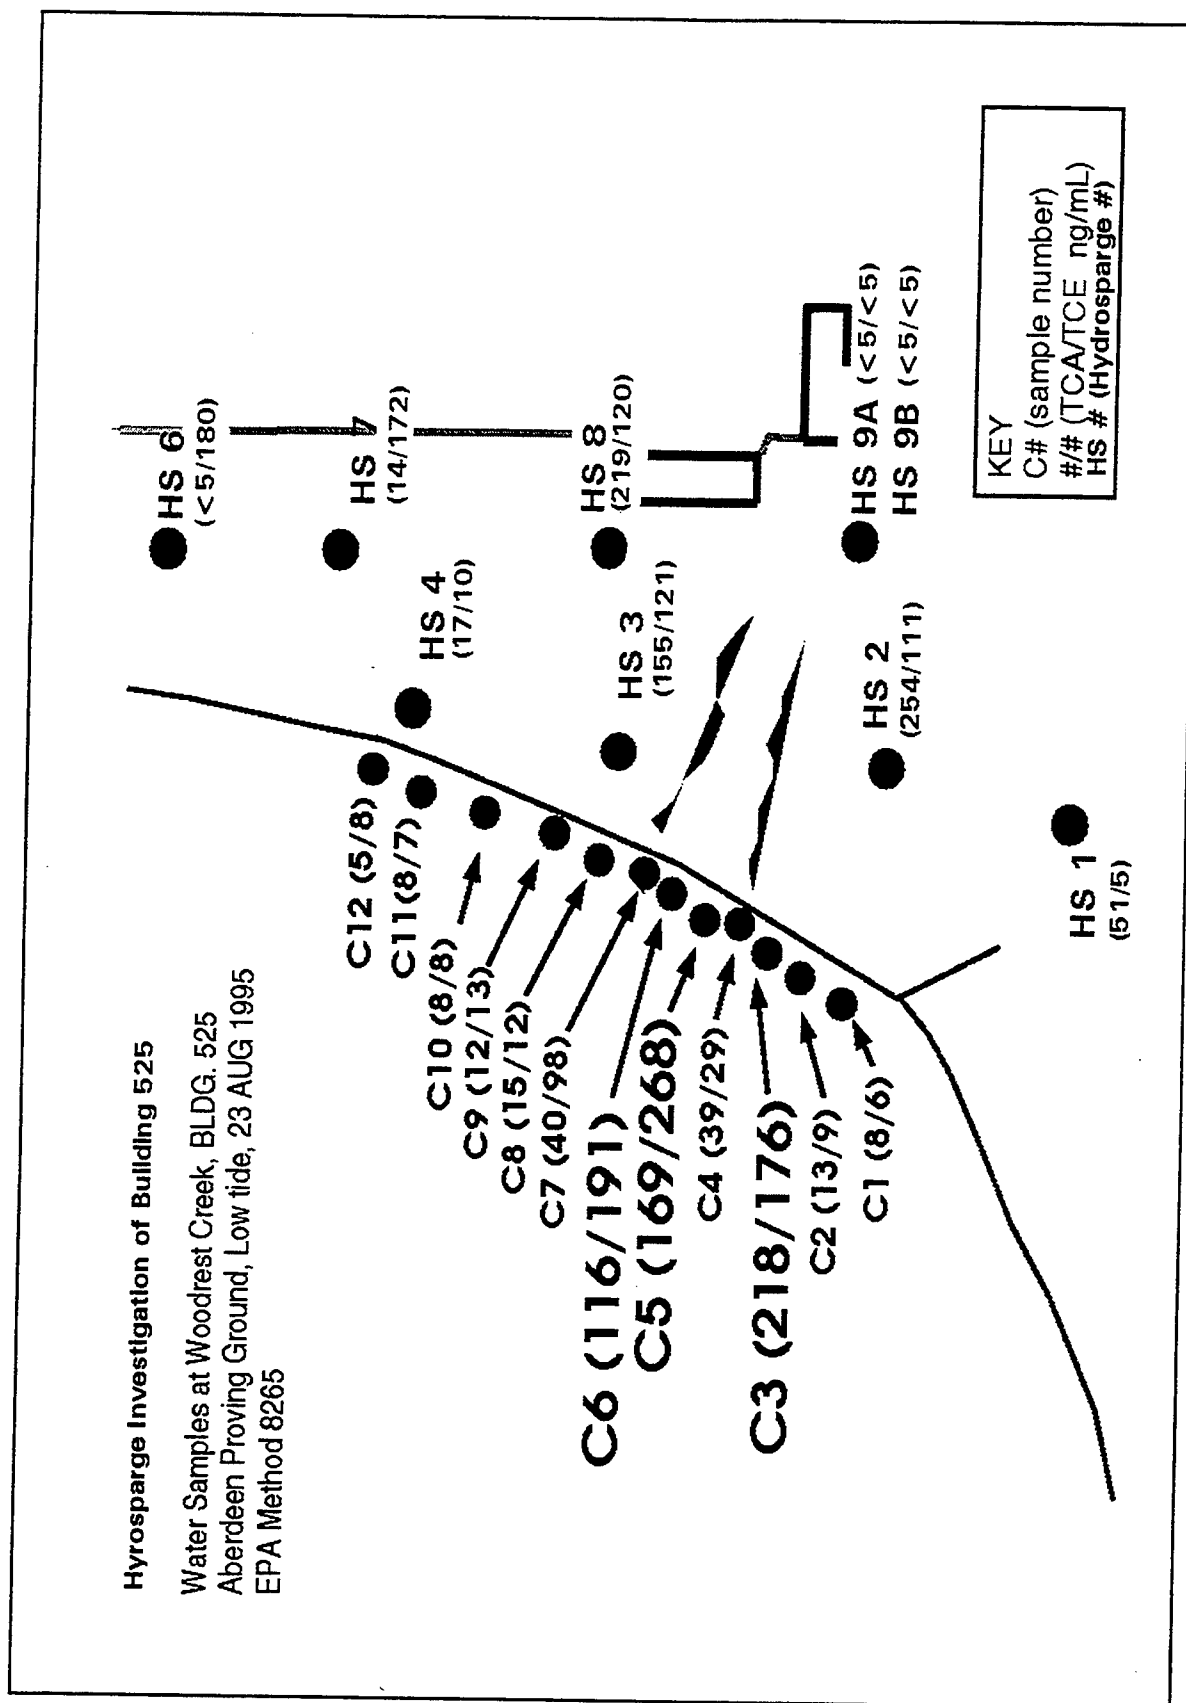 Hyrosparge Investigation of Building 525
Water Samples at Woodrest Creek, BLDG. 525
Aberdeen Proving Ground, Low tide, 23 AUG 1995
EPA Method 8265
C12 (5/8)
C11(8/7)
C10 (8/8)
C9 (12/13)
C8 (15/12)
C7 (40/98)
C6 (116/191)
C5 (169/268)
C4 (39/29)
C3 (218/176)
C2 (13/9)
C1 (8/6)
HS 6
(<5/180)
HS 7
(14/172)
HS 4
(17/10)
HS 8
(219/120)
HS 3
(155/121)
HS 9A (<5/<5)
HS 9B (<5/<5)
HS 2
(254/111)
HS 1
(51/5)
KEY
C# (sample number)
#/# (TCA/TCE ng/mL)
HS # (Hydrosparge #)